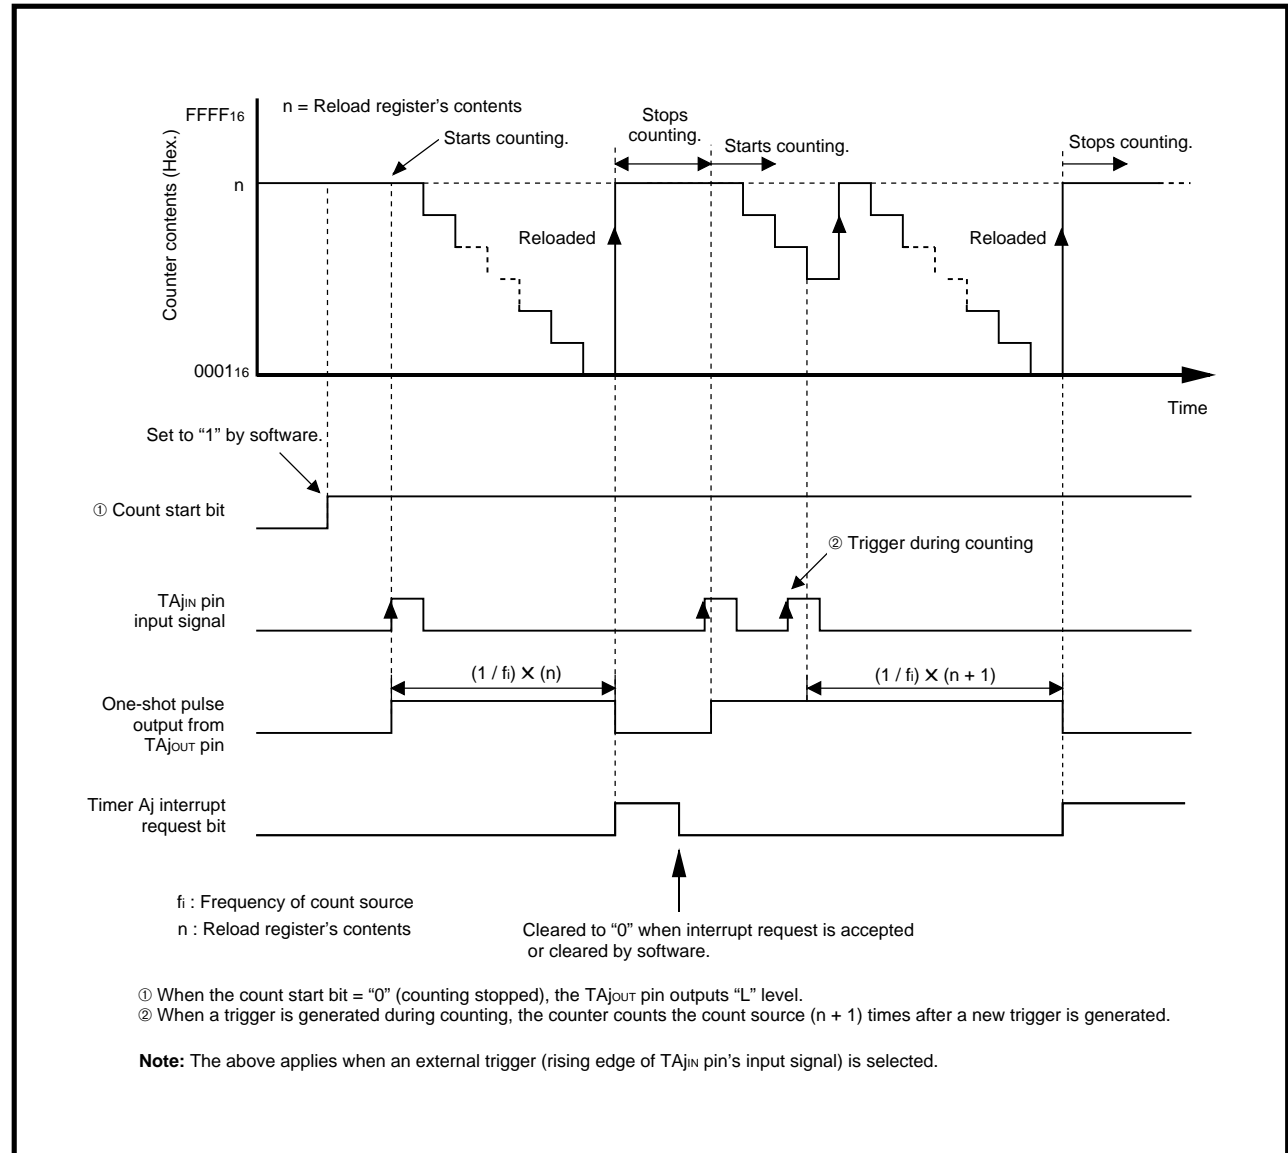 FFFF16
n = Reload register’s contents
Stops
counting.
Starts counting.
Starts counting.
Stops counting.
n
Counter contents (Hex.)
Reloaded
Reloaded
000116
Time
Set to “1” by software.
① Count start bit
② Trigger during counting
TAjIN pin
input signal
(1 / fi) ✕ (n)
(1 / fi) ✕ (n + 1)
One-shot pulse
output from
TAjOUT pin
Timer Aj interrupt
request bit
fi : Frequency of count source
n : Reload register’s contents
Cleared to “0” when interrupt request is accepted
or cleared by software.
① When the count start bit = “0” (counting stopped), the TAjOUT pin outputs “L” level.
② When a trigger is generated during counting, the counter counts the count source (n + 1) times after a new trigger is generated.
Note: The above applies when an external trigger (rising edge of TAjIN pin’s input signal) is selected.